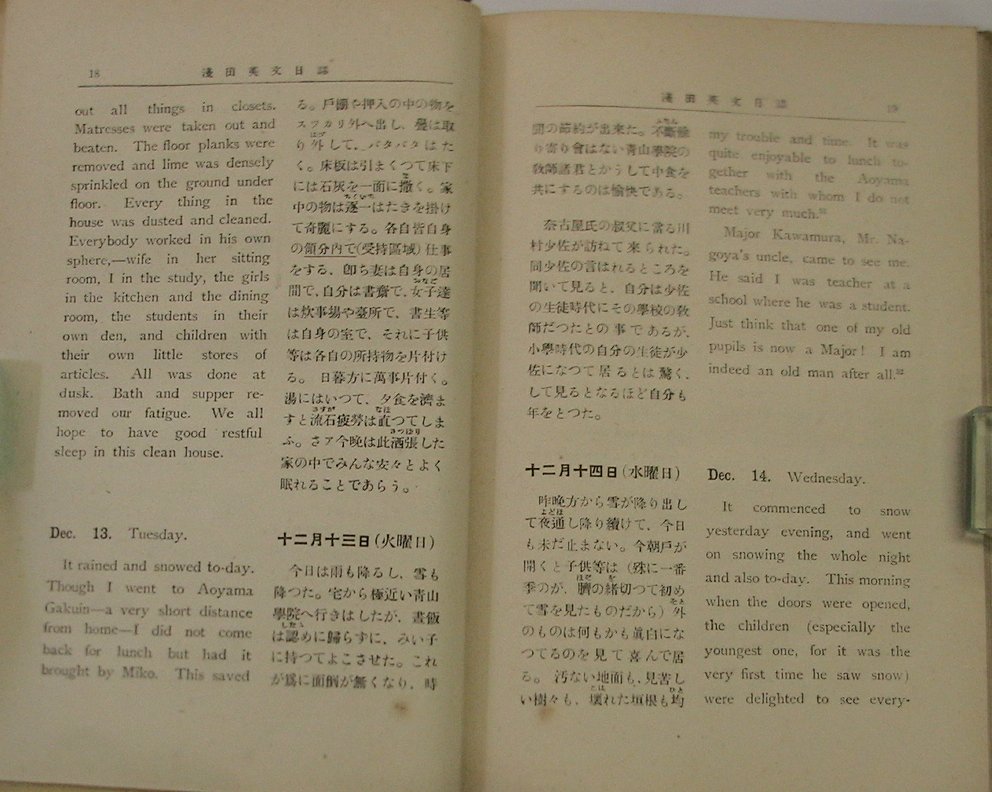 18
淺田英文日誌
out all things in closets.
Matresses were taken out and
beaten. The floor planks were
removed and lime was densely
sprinkled on the ground under
floor. Every thing in the
house was dusted and cleaned.
Everybody worked in his own
sphere,—wife in her sitting
room, I in the study, the girls
in the kitchen and the dining
room, the students in their
own den, and children with
their own little stores of
articles. All was done at
dusk. Bath and supper re-
moved our fatigue. We all
hope to have good restful
sleep in this clean house.
る。戶棚や押入の中の物を
スツカリ外へ出し、疊は取
り外して、バタバタはた
く。床板は引まくつて床下
には石灰を一面に撒く。家
中の物は逐一はたきを掛け
て奇麗にする。各自皆自身
の領分內で(受持區域)仕事
をする、卽ち妻は自身の居
間で、自分は書齋で、女子達
は炊事場や臺所で、書生等
は自身の室で、それに子供
等は各自の所持物を片付け
る。日暮方に萬事片付く。
湯にはいつて、夕食を濟ま
すと流石疲勞は直つてしま
ふ。さア今晩は此洒張した
家の中でみんな安々とよく
眠れることであらう。
Dec. 13. Tuesday.
It rained and snowed to-day.
Though I went to Aoyama
Gakuin—a very short distance
from home—I did not come
back for lunch but had it
brought by Miko. This saved
十二月十三日(火曜日)
今日は雨も降るし、雪も
降つた。宅から極近い靑山
學院へ行きはしたが、晝飯
は認めに歸らずに、みい子
に持つてよこさせた。これ
が爲に面倒が無くなり、時
淺田英文日誌
19
間の節約が出來た。不斷餘
り寄り會はない靑山學院の
敎師諸君とかうして中食を
共にするのは愉快である。
奈古屋氏の叔父に當る川
村少佐が訪ねて來られた。
同少佐の言はれるところを
聞いて見ると、自分は少佐
の生徒時代にその學校の敎
師だつたとの事であるが、
小學時代の自分の生徒が少
佐になつて居るとは驚く、
して見るとなるほど自分も
年をとつた。
my trouble and time. It was
quite enjoyable to lunch to-
gether with the Aoyama
teachers with whom I do not
meet very much.
Major Kawamura, Mr. Na-
goya's uncle, came to see me.
He said I was teacher at a
school where he was a student.
Just think that one of my old
pupils is now a Major! I am
indeed an old man after all.
十二月十四日(水曜日)
昨晩方から雪が降り出し
て夜通し降り續けて、今日
も未だ止まない。今朝戶が
開くと子供等は(殊に一番
季のが、臍の緒切つて初め
て雪を見たものだから)外
のものは何もかも眞白にな
つてるのを見て喜んで居
る。汚ない地面も、見苦し
い樹々も、壞れた垣根も均
Dec. 14. Wednesday.
It commenced to snow
yesterday evening, and went
on snowing the whole night
and also to-day. This morning
when the doors were opened,
the children (especially the
youngest one, for it was the
very first time he saw snow)
were delighted to see every-